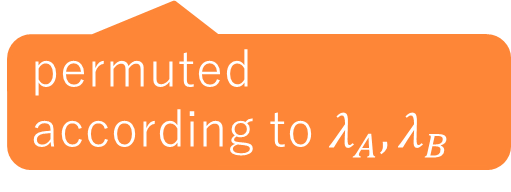 permuted
according to λ_A, λ_B